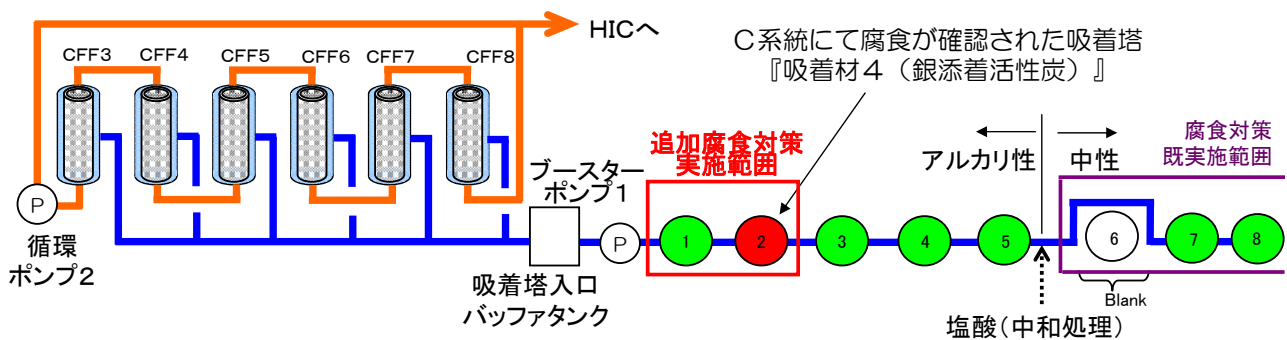 HICへ
CFF3
CFF4
CFF5
CFF6
CFF7
CFF8
C系統にて腐食が確認された吸着塔
『吸着材4（銀添着活性炭）』
P
循環
ポンプ2
ブースター
ポンプ1
吸着塔入口
バッファタンク
P
追加腐食対策
実施範囲
1
2
3
4
5
アルカリ性
中性
腐食対策
既実施範囲
6
7
8
Blank
塩酸（中和処理）